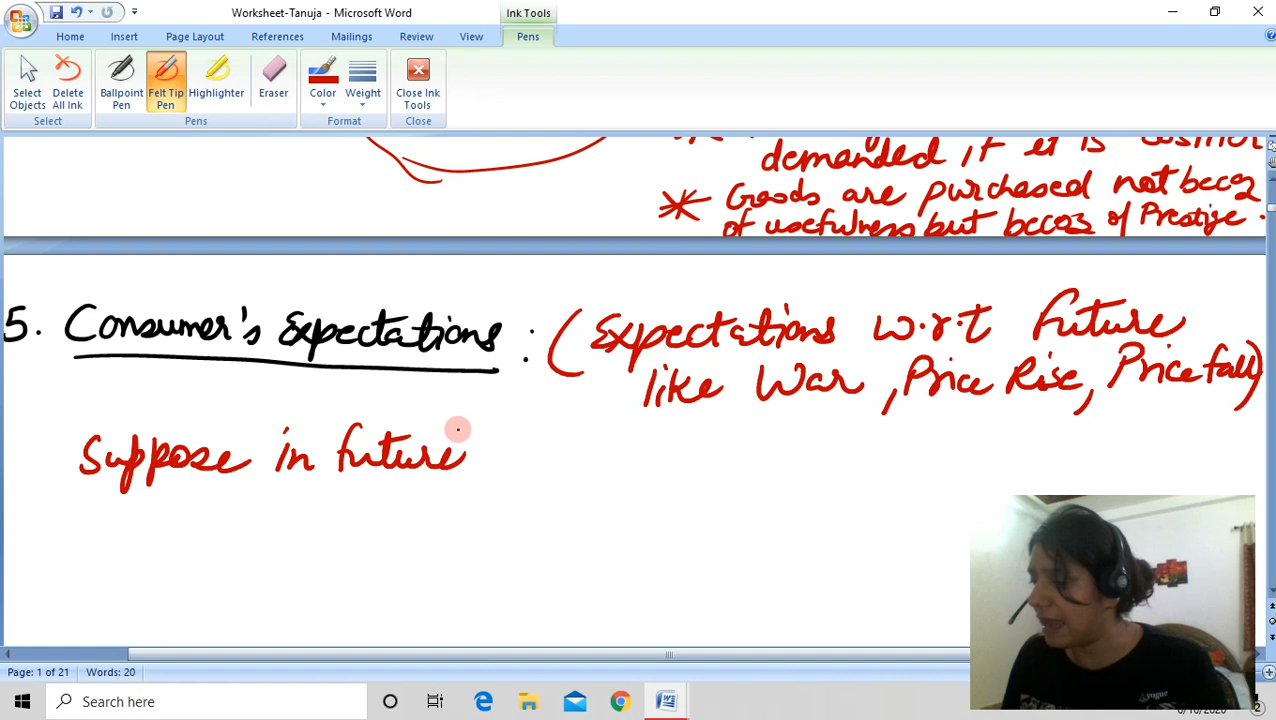 Worksheet-Tanuja - Microsoft Word
Ink Tools
Home Insert Page Layout References Mailings Review View Pens
Select Objects
Delete All Ink
Ballpoint Pen
Felt Tip Pen
Highlighter
Eraser
Color
Weight
Close Ink Tools
Select Pens Format Close
demanded if it is
* Goods are purchased not becoz
of usefulness but becoz of Prestige.
5. Consumer's Expectations : (Expectations w.r.t future
like War, Price Rise, Price fall)
Suppose in future
vogue
Page: 1 of 21 Words: 20
Search here